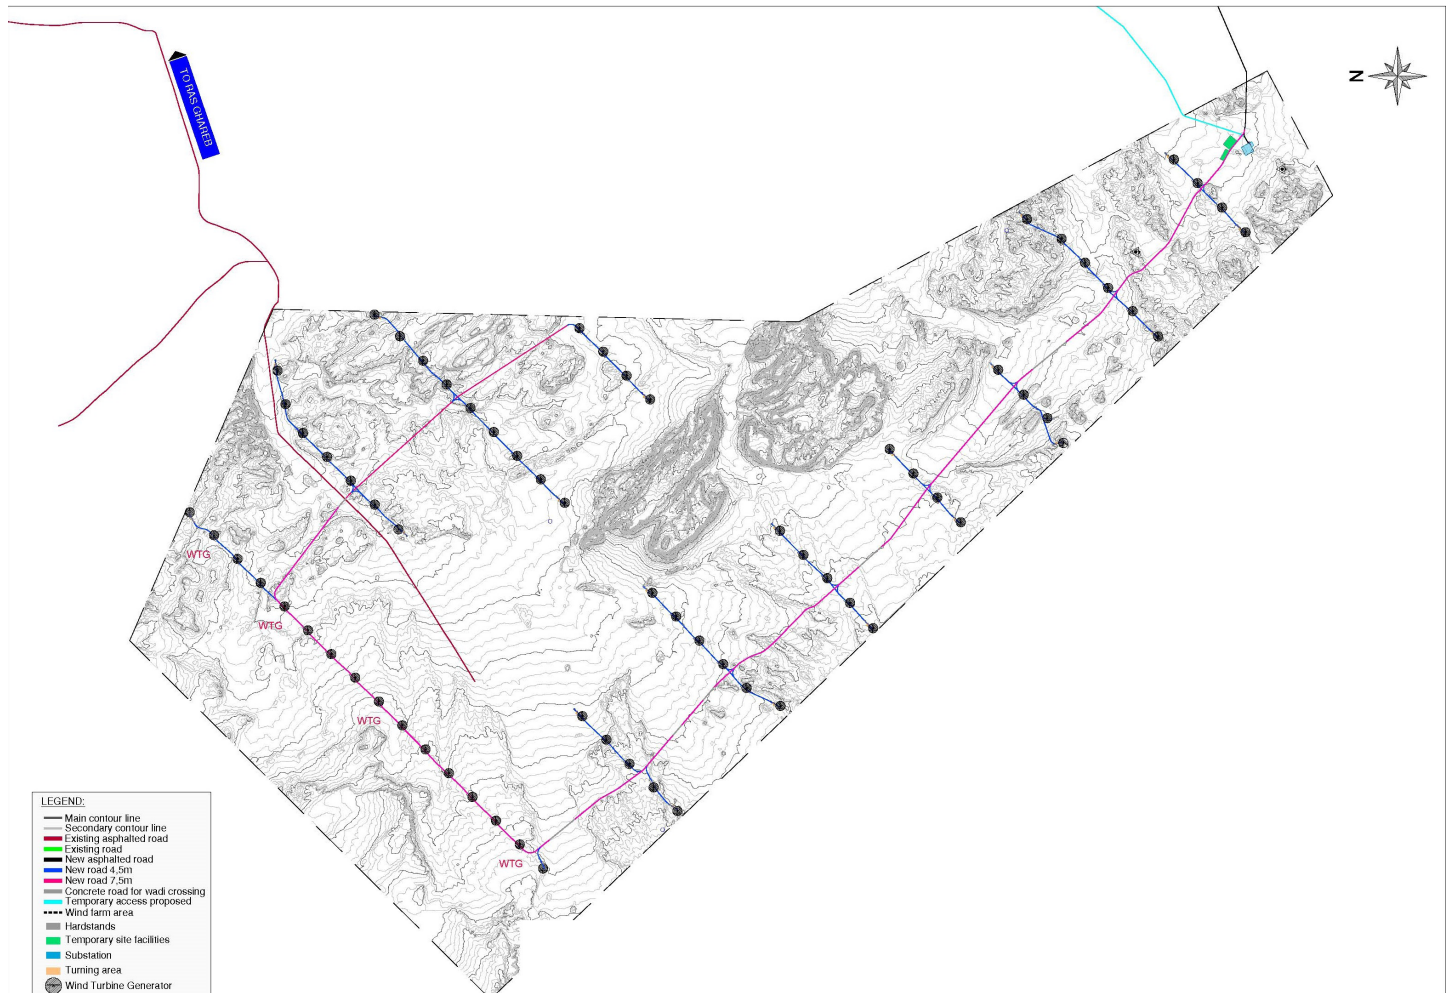 TO RAS GHAREB
N
WTG
WTG
WTG
WTG
LEGEND:
Main contour line
Secondary contour line
Existing asphalted road
Existing road
New asphalted road
New road 4,5m
New road 7,5m
Concrete road for wadi crossing
Temporary access proposed
Wind farm area
Hardstands
Temporary site facilities
Substation
Turning area
Wind Turbine Generator